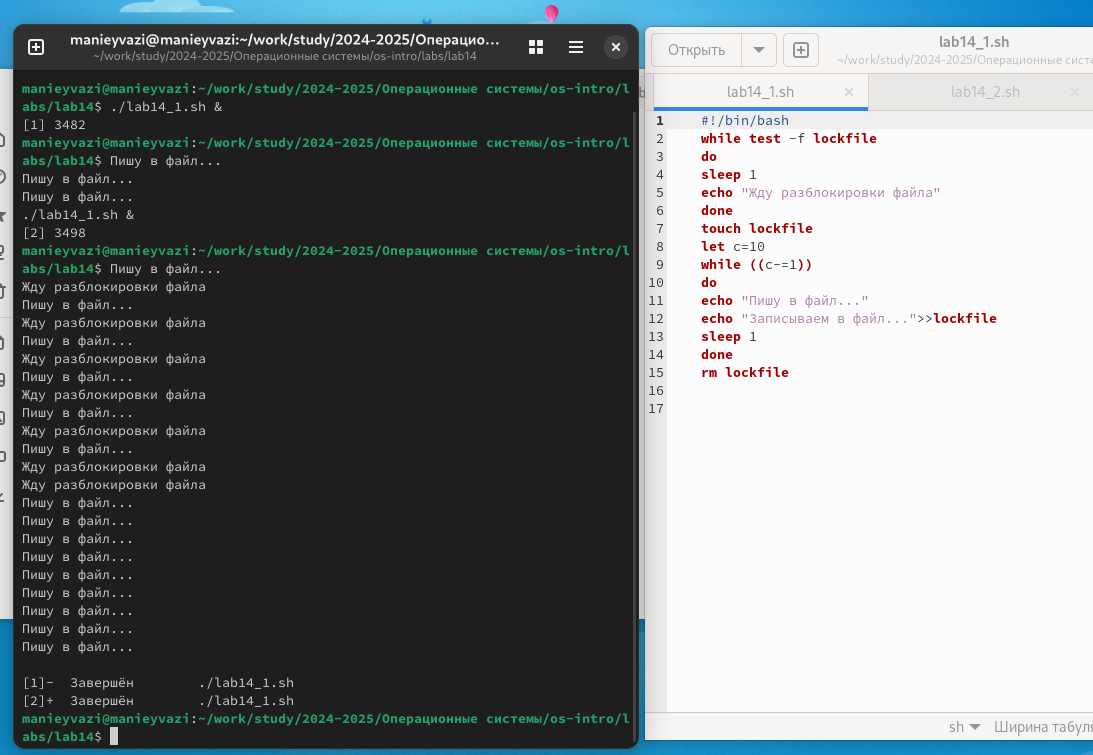 manieyvazi@manieyvazi:~/work/study/2024-2025/Операцио...
~/work/study/2024-2025/Операционные системы/os-intro/labs/lab14
manieyvazi@manieyvazi:~/work/study/2024-2025/Операционные системы/os-intro/l
abs/lab14$ ./lab14_1.sh &
[1] 3482
manieyvazi@manieyvazi:~/work/study/2024-2025/Операционные системы/os-intro/l
abs/lab14$ Пишу в файл...
Пишу в файл...
Пишу в файл...
./lab14_1.sh &
[2] 3498
manieyvazi@manieyvazi:~/work/study/2024-2025/Операционные системы/os-intro/l
abs/lab14$ Пишу в файл...
Жду разблокировки файла
Пишу в файл...
Жду разблокировки файла
Пишу в файл...
Жду разблокировки файла
Пишу в файл...
Жду разблокировки файла
Пишу в файл...
Жду разблокировки файла
Пишу в файл...
Жду разблокировки файла
Жду разблокировки файла
Пишу в файл...
Пишу в файл...
Пишу в файл...
Пишу в файл...
Пишу в файл...
Пишу в файл...
Пишу в файл...
Пишу в файл...
Пишу в файл...
[1]-  Завершён        ./lab14_1.sh
[2]+  Завершён        ./lab14_1.sh
manieyvazi@manieyvazi:~/work/study/2024-2025/Операционные системы/os-intro/l
abs/lab14$
Открыть
lab14_1.sh
~/work/study/2024-2025/Операционные систе
lab14_1.sh
lab14_2.sh
1 #!/bin/bash
2 while test -f lockfile
3 do
4 sleep 1
5 echo "Жду разблокировки файла"
6 done
7 touch lockfile
8 let c=10
9 while ((c-=1))
10 do
11 echo "Пишу в файл..."
12 echo "Записываем в файл...">>lockfile
13 sleep 1
14 done
15 rm lockfile
16
17
sh
Ширина табуля